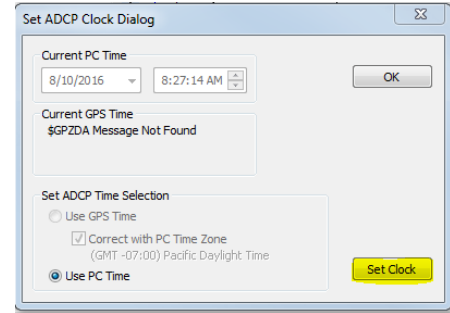 Set ADCP Clock Dialog
Current PC Time
8/10/2016
8:27:14 AM
OK
Current GPS Time
$GPZDA Message Not Found
Set ADCP Time Selection
Use GPS Time
Correct with PC Time Zone
(GMT -07:00) Pacific Daylight Time
Use PC Time
Set Clock